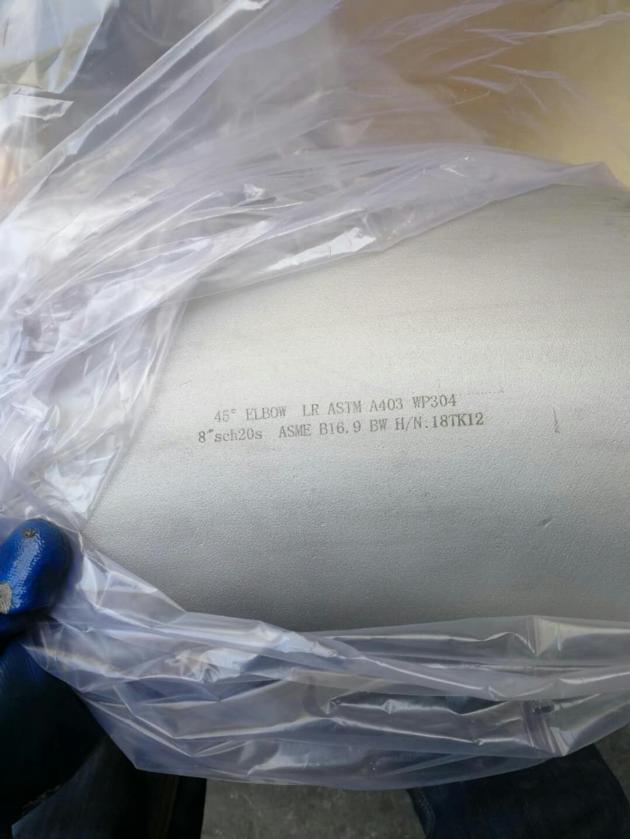 45° ELBOW LR ASTM A403 WP304
8"sch20s ASME B16.9 BW H/N:18TK12